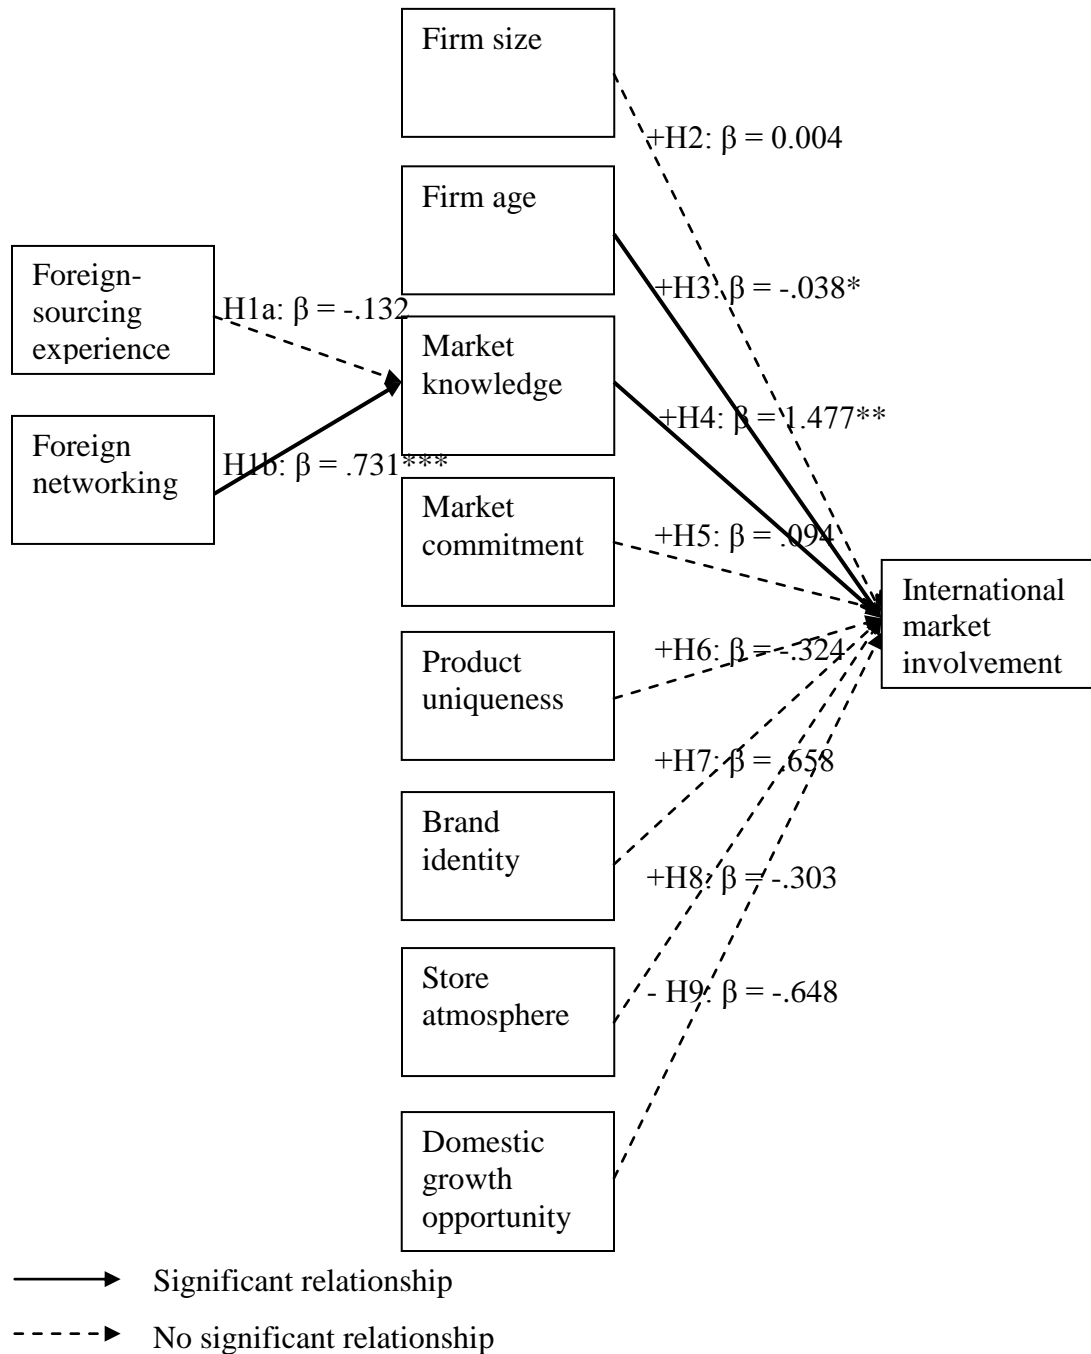 Firm size
+H2: β = 0.004
Firm age
+H3: β = -.038*
Foreign-
sourcing
experience
H1a: β = -.132
Market
knowledge
+H4: β = 1.477**
Foreign
networking
H1b: β = .731***
Market
commitment
+H5: β = .094
International
market
involvement
Product
uniqueness
+H6: β = -.324
+H7: β = .658
Brand
identity
+H8: β = -.303
Store
atmosphere
- H9: β = -.648
Domestic
growth
opportunity
Significant relationship
No significant relationship